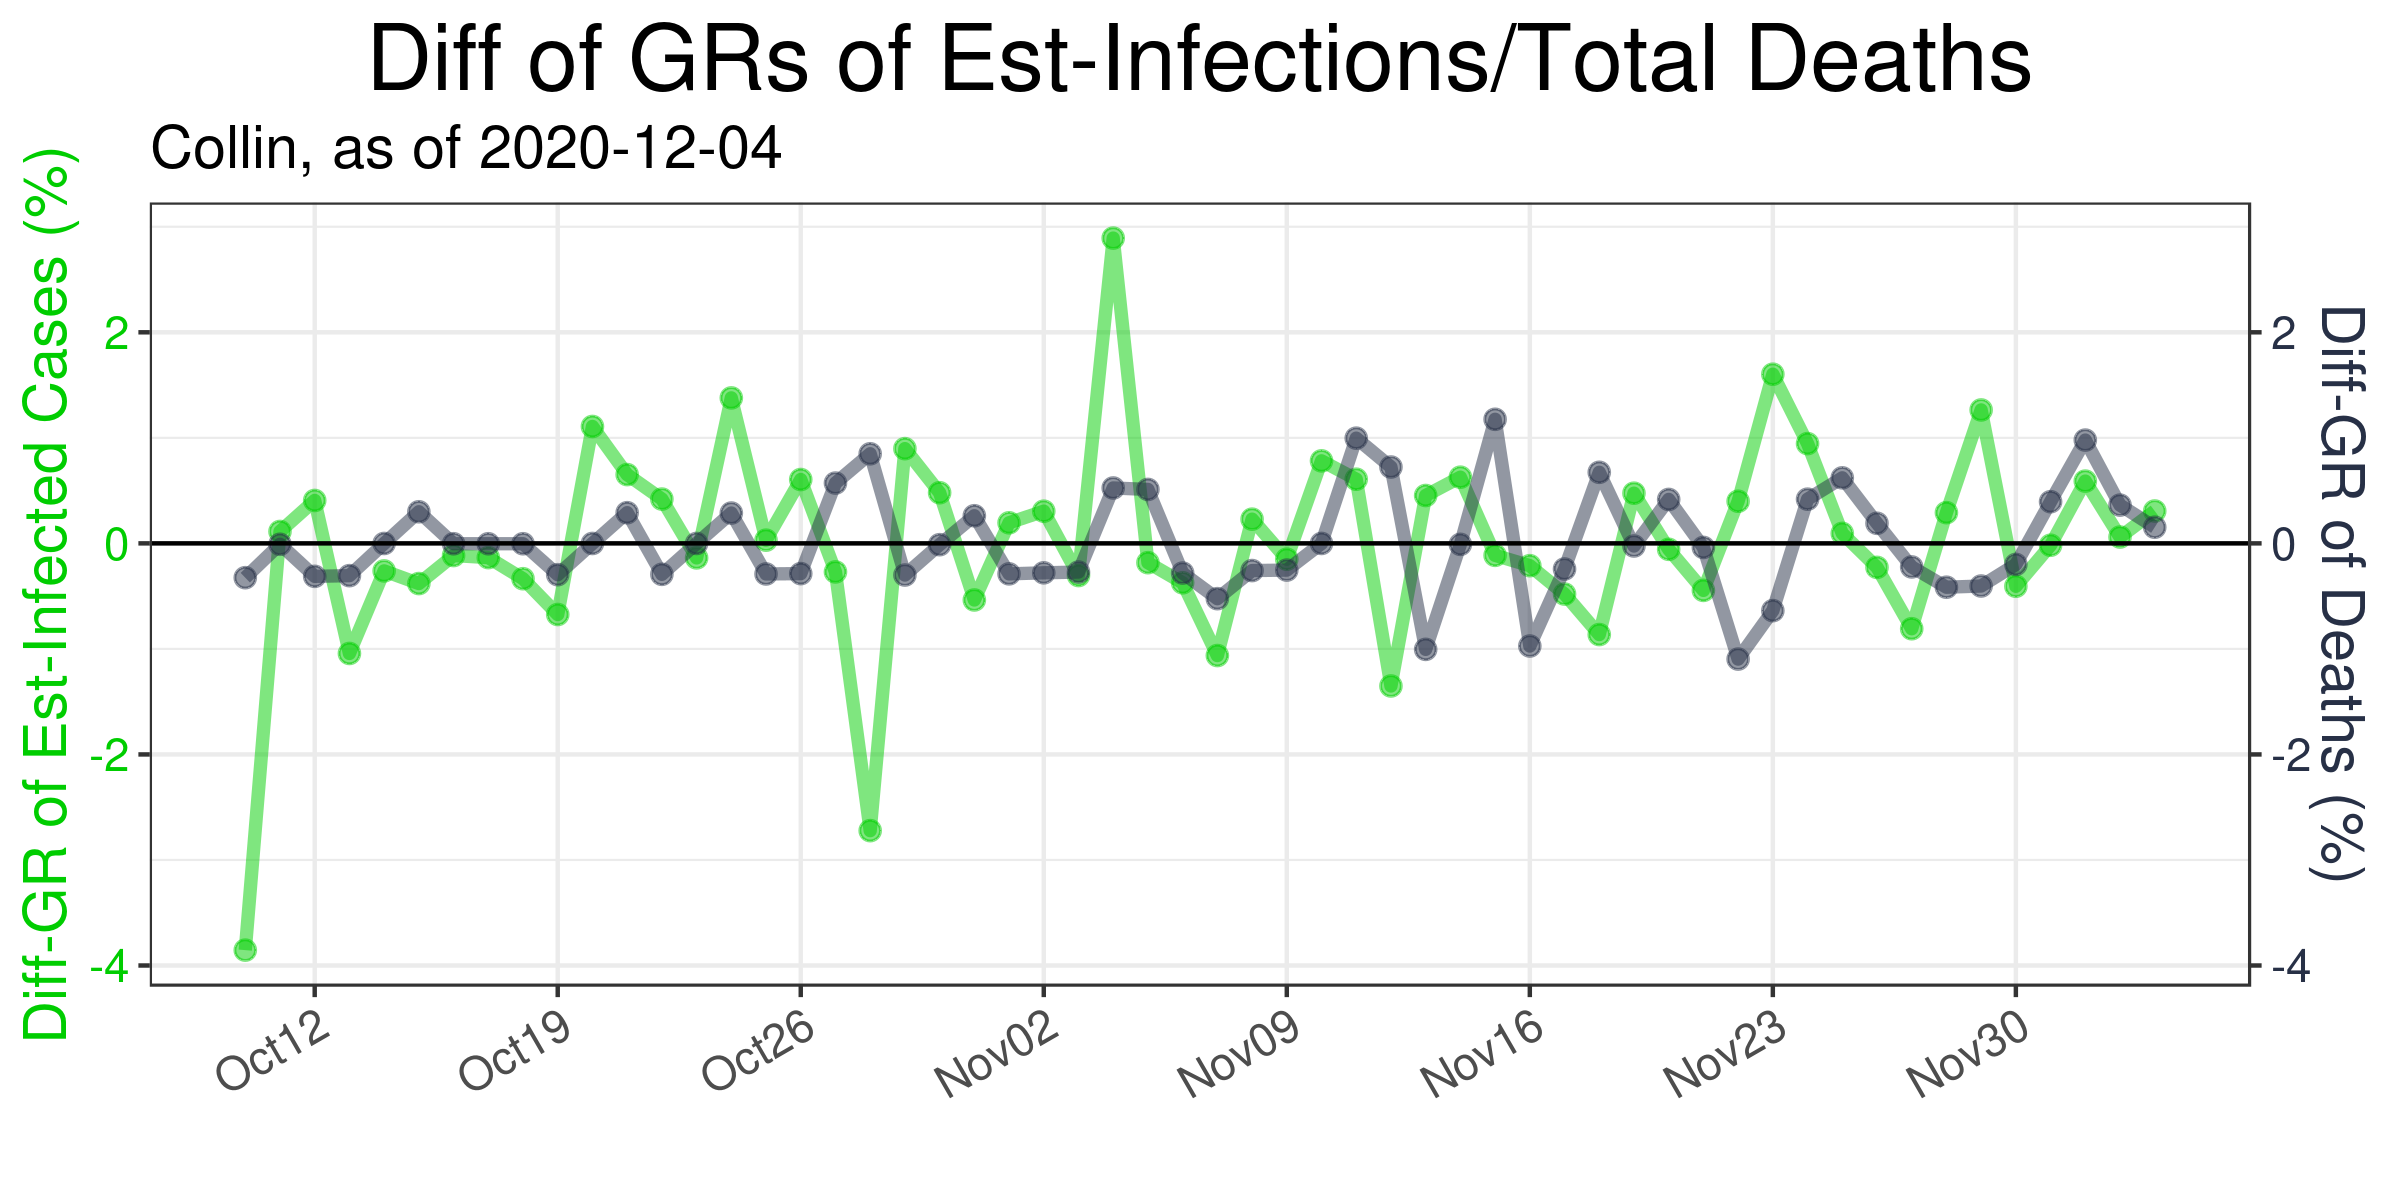 Diff of GRs of Est-Infections/Total Deaths
Collin, as of 2020-12-04
Diff-GR of Est-Infected Cases (%)
2
0
-2
-4
2
0
-2
-4
Diff-GR of Deaths (%)
Oct12
Oct19
Oct26
Nov02
Nov09
Nov16
Nov23
Nov30